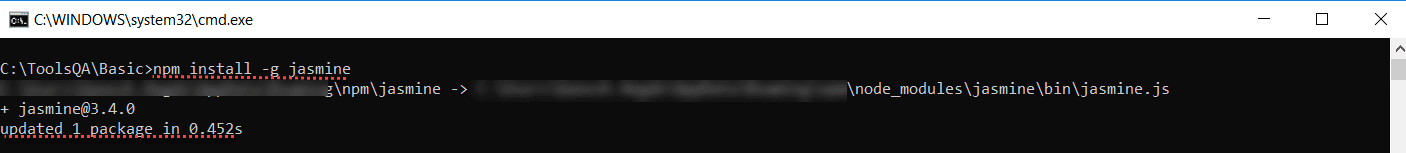 C:\WINDOWS\system32\cmd.exe
C:\ToolsQA\Basic>npm install -g jasmine
\npm\jasmine -> \node_modules\jasmine\bin\jasmine.js
+ jasmine@3.4.0
updated 1 package in 0.452s